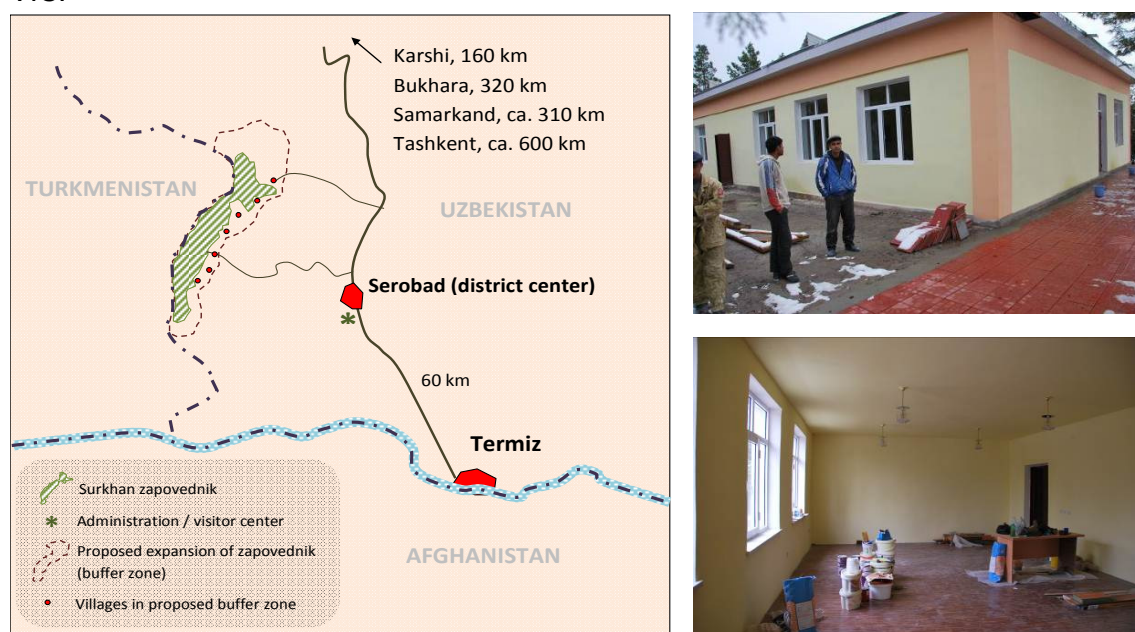 Karshi, 160 km
Bukhara, 320 km
Samarkand, ca. 310 km
Tashkent, ca. 600 km
TURKMENISTAN
UZBEKISTAN
Serobad (district center)
*
60 km
Termiz
Surkhan zapovednik
* Administration / visitor center
Proposed expansion of zapovednik
(buffer zone)
Villages in proposed buffer zone
AFGHANISTAN